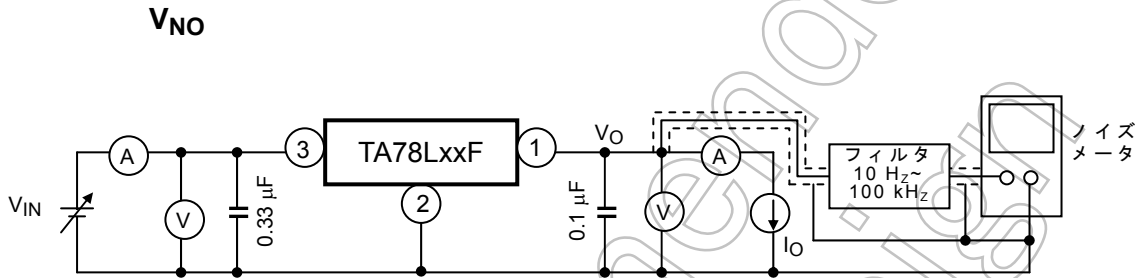 VNO
VIN
A
V
0.33 μF
3
TA78LxxF
1
2
VO
0.1 μF
A
V
IO
フィルタ
10 HZ~
100 kHZ
ノイズ
メータ